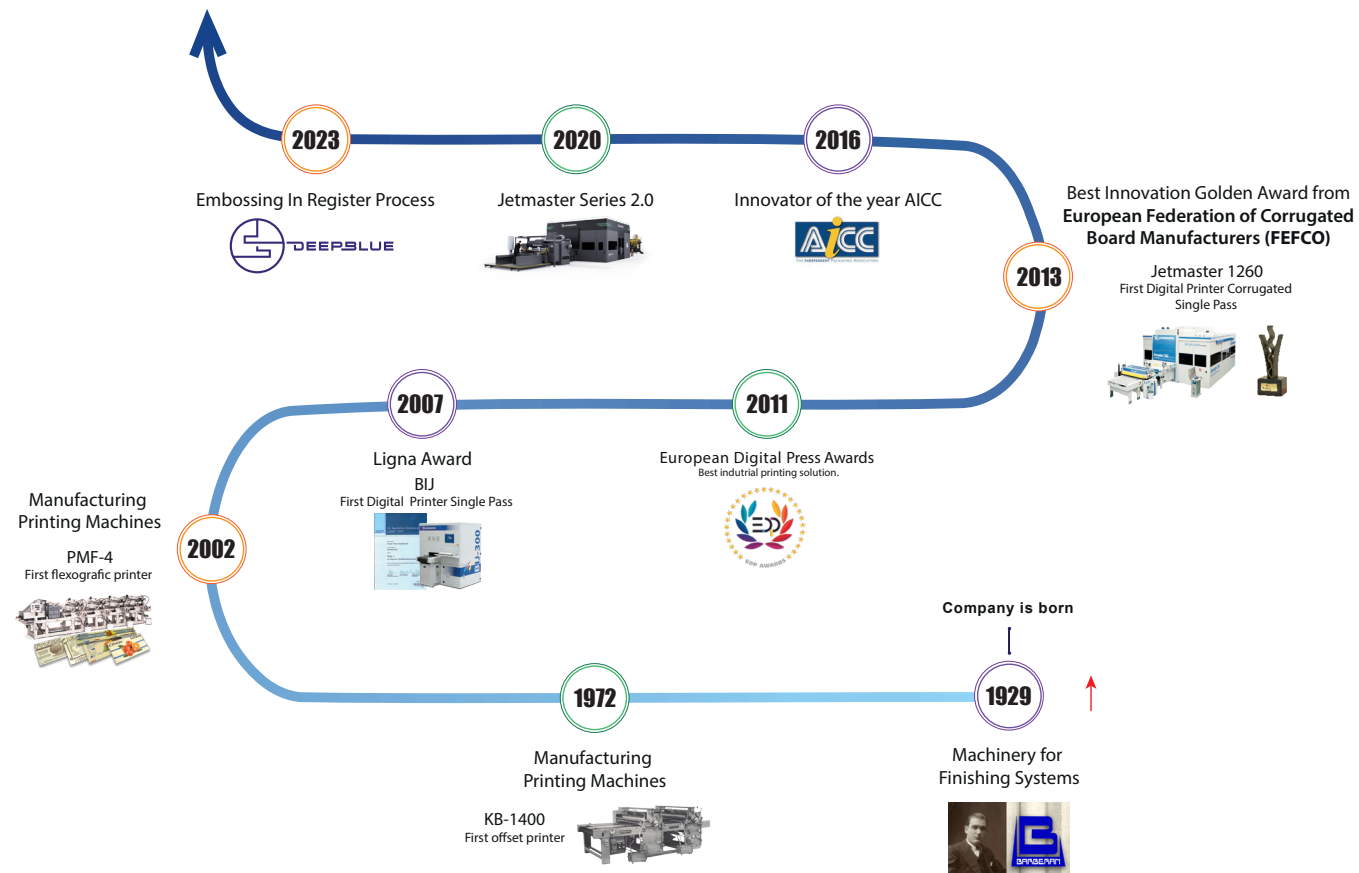 2023
2020
2016
Embossing In Register Process
DEEPBLUE
Jetmaster Series 2.0
Innovator of the year AICC
AiCC
THE INDEPENDENT PACKAGING ASSOCIATION
Best Innovation Golden Award from
European Federation of Corrugated
Board Manufacturers (FEFCO)
2013
Jetmaster 1260
First Digital Printer Corrugated
Single Pass
2007
2011
Ligna Award
BIJ
First Digital Printer Single Pass
European Digital Press Awards
Best indutrial printing solution.
EDP
EDP AWARDS
Manufacturing
Printing Machines
2002
PMF-4
First flexografic printer
Company is born
1972
1929
Manufacturing
Printing Machines
KB-1400
First offset printer
Machinery for
Finishing Systems
B
BARBERAN